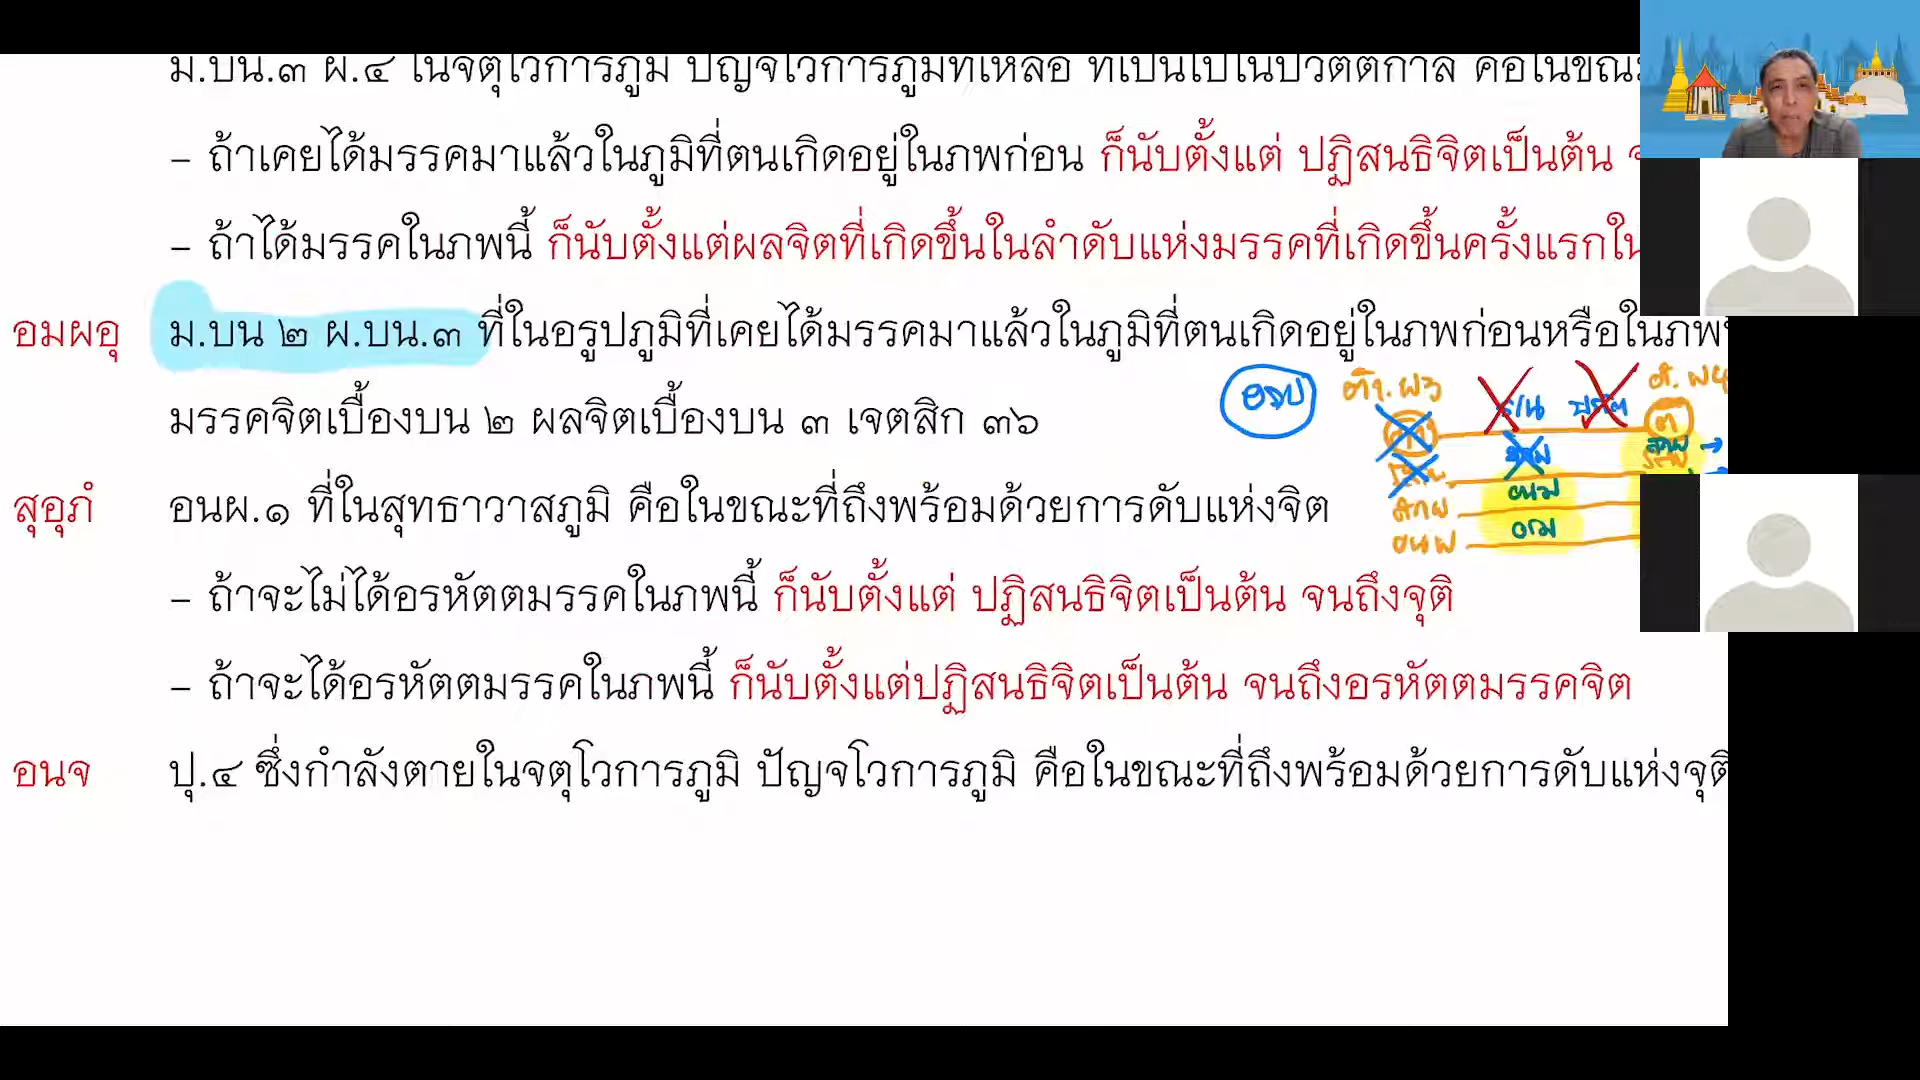 ม.บน.๓ ผ.๔ ในจตุโวการภูมิ ปัญจโวการภูมิที่เหลือ ที่เป็นไปในปวัตติกาล คือในขณะ
– ถ้าเคยได้มรรคมาแล้วในภูมิที่ตนเกิดอยู่ในภพก่อน ก็นับตั้งแต่ ปฏิสนธิจิตเป็นต้น
– ถ้าได้มรรคในภพนี้ ก็นับตั้งแต่ผลจิตที่เกิดขึ้นในลำดับแห่งมรรคที่เกิดขึ้นครั้งแรกใน
อมผอุ ม.บน ๒ ผ.บน.๓ ที่ในอรูปภูมิที่เคยได้มรรคมาแล้วในภูมิที่ตนเกิดอยู่ในภพก่อนหรือในภพ
มรรคจิตเบื้องบน ๒ ผลจิตเบื้องบน ๓ เจตสิก ๓๖
อรูป
สุอุภํ อนผ.๑ ที่ในสุทธาวาสภูมิ คือในขณะที่ถึงพร้อมด้วยการดับแห่งจิต
– ถ้าจะไม่ได้อรหัตตมรรคในภพนี้ ก็นับตั้งแต่ ปฏิสนธิจิตเป็นต้น จนถึงจุติ
– ถ้าจะได้อรหัตตมรรคในภพนี้ ก็นับตั้งแต่ปฏิสนธิจิตเป็นต้น จนถึงอรหัตตมรรคจิต
อนจ ปุ.๔ ซึ่งกำลังตายในจตุโวการภูมิ ปัญจโวการภูมิ คือในขณะที่ถึงพร้อมด้วยการดับแห่งจุติ